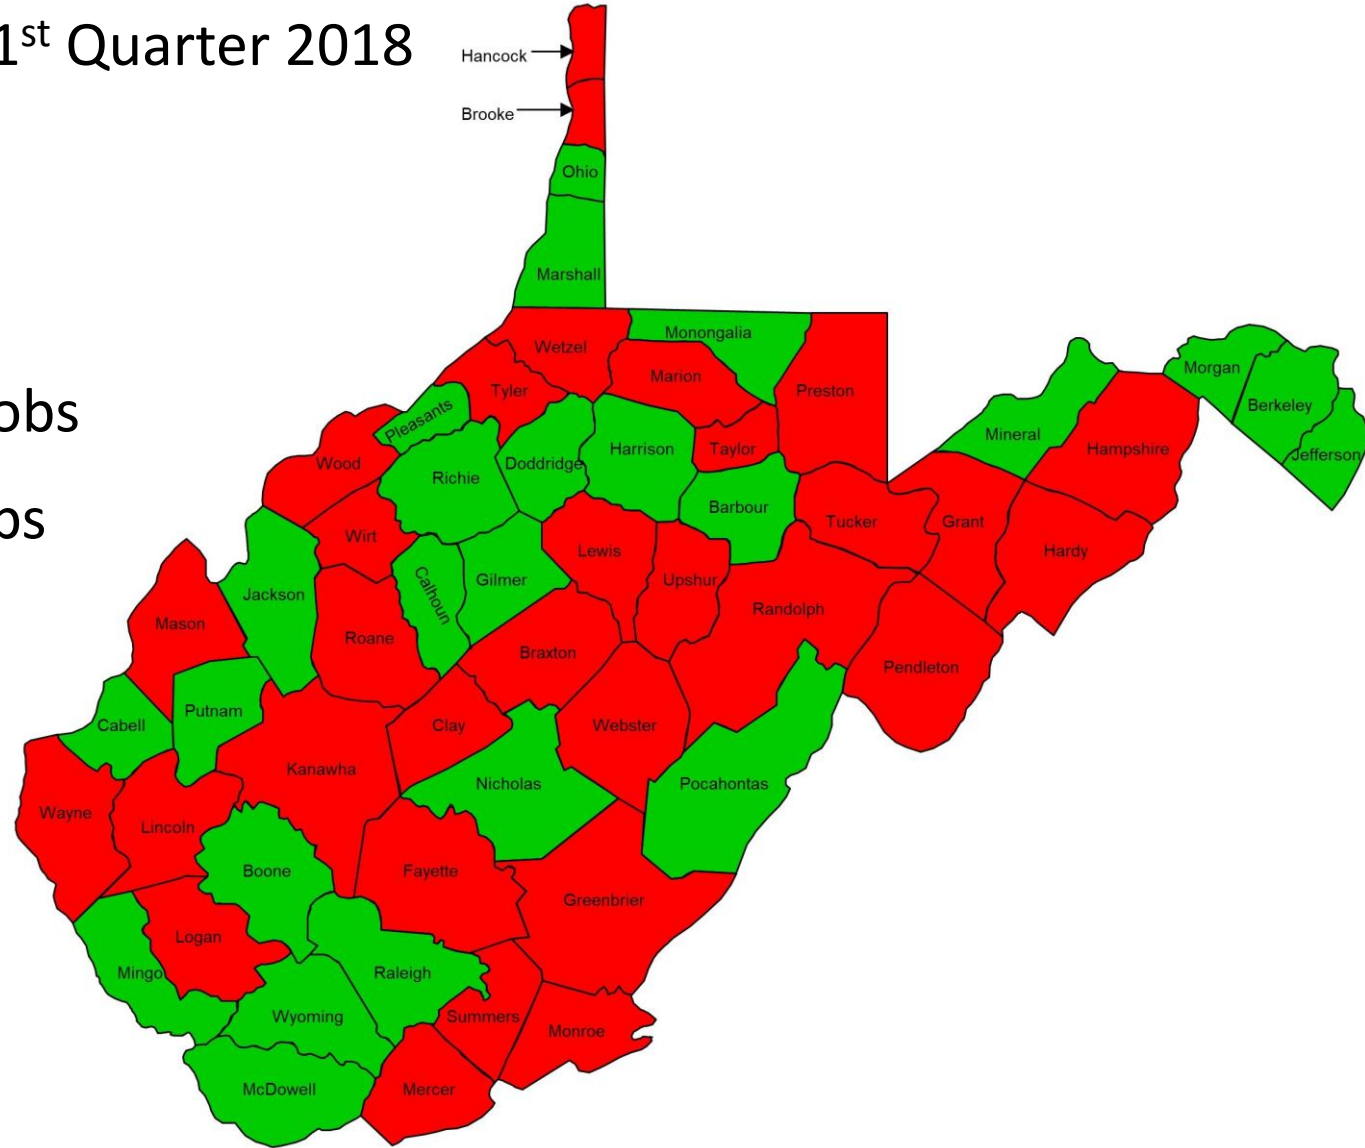 1st Quarter 2018
Hancock
Brooke
Ohio
Marshall
Monongalia
Wetzel
Marion
Preston
Tyler
Pleasants
Morgan
Berkeley
Mineral
Hampshire
Jefferson
Wood
Richie
Doddridge
Harrison
Taylor
obs
Barbour
Tucker
Grant
Hardy
bs
Wirt
Lewis
Upshur
Gilmer
Calhoun
Jackson
Randolph
Mason
Roane
Braxton
Pendleton
Putnam
Cabell
Clay
Webster
Kanawha
Nicholas
Pocahontas
Wayne
Lincoln
Boone
Fayette
Greenbrier
Logan
Mingo
Raleigh
Wyoming
Summers
Monroe
McDowell
Mercer